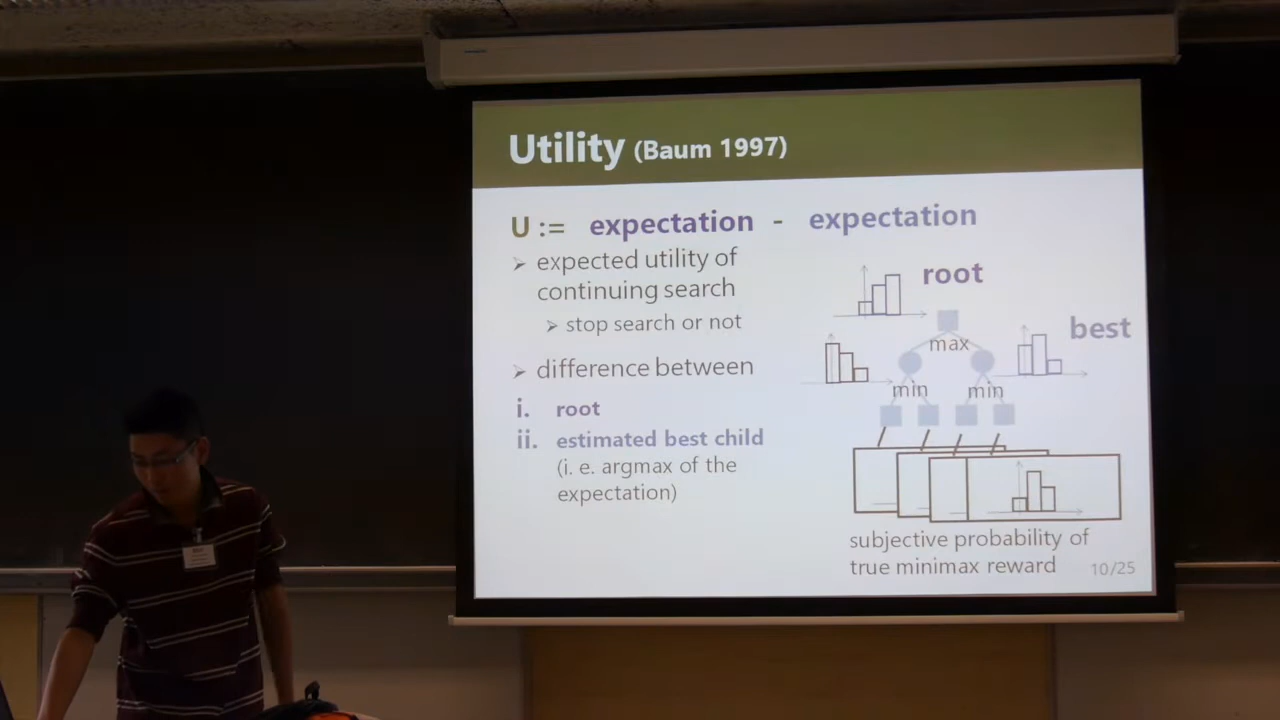 Utility (Baum 1997)
U := expectation - expectation
➢ expected utility of
continuing search
➢ stop search or not
➢ difference between
i. root
ii. estimated best child
(i. e. argmax of the
expectation)
root
best
max
min min
subjective probability of
true minimax reward
10/25